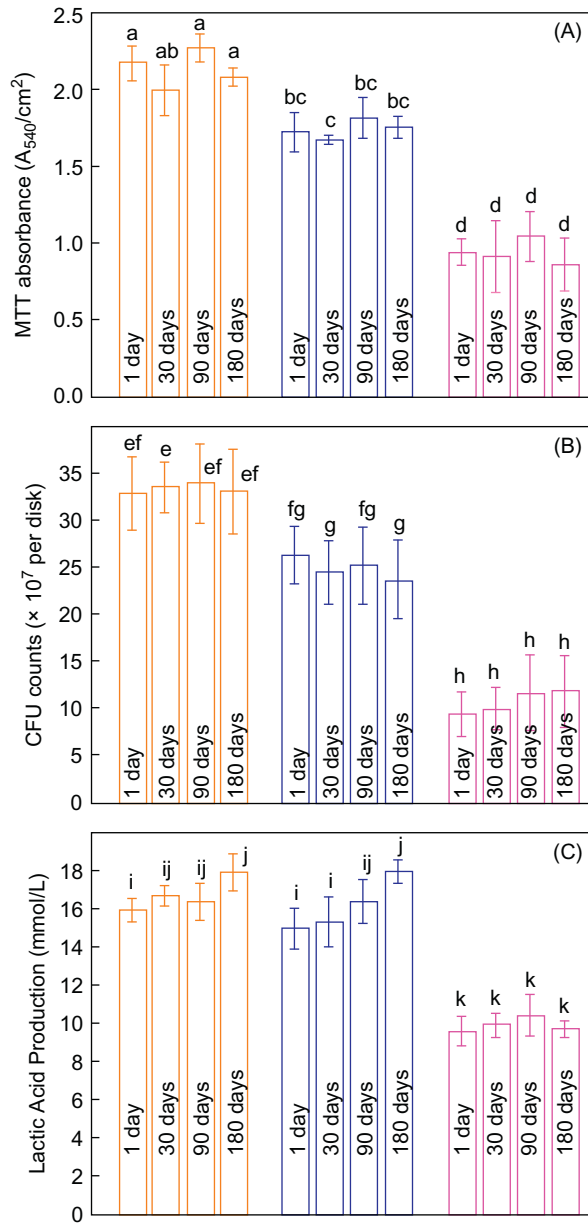 (A)
MTT absorbance (A540/cm2)
2.5
2.0
1.5
1.0
0.5
0.0
a ab a a bc c bc bc d d d d
1 day 30 days 90 days 180 days 1 day 30 days 90 days 180 days 1 day 30 days 90 days 180 days
(B)
CFU counts (× 10^7 per disk)
35
30
25
20
15
10
5
0
ef e ef ef fg g fg g h h h h
1 day 30 days 90 days 180 days 1 day 30 days 90 days 180 days 1 day 30 days 90 days 180 days
(C)
Lactic Acid Production (mmol/L)
18
16
14
12
10
8
6
4
2
0
i ij ij j i i ij j k k k k
1 day 30 days 90 days 180 days 1 day 30 days 90 days 180 days 1 day 30 days 90 days 180 days